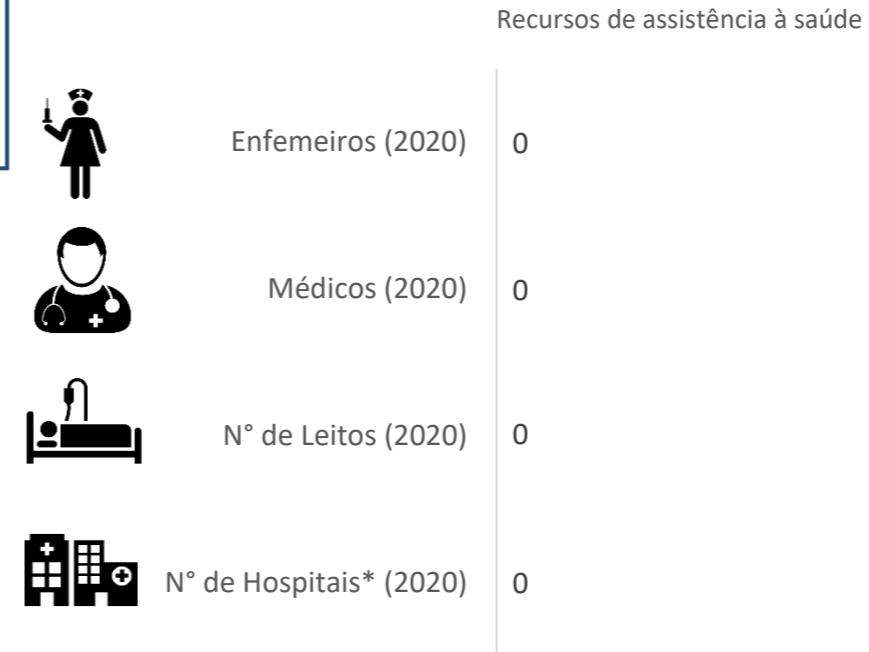 Recursos de assistência à saúde
Enfemeiros (2020) 0
Médicos (2020) 0
N° de Leitos (2020) 0
N° de Hospitais* (2020) 0